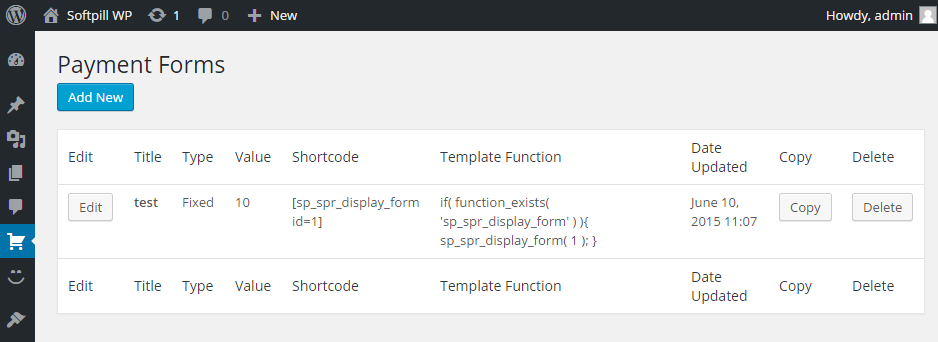 Softpill WP 1 0 New Howdy, admin
Payment Forms
Add New
Edit Title Type Value Shortcode Template Function Date Updated Copy Delete
Edit test Fixed 10 [sp_spr_display_form if( function_exists( June 10, Copy Delete
id=1] 'sp_spr_display_form' ) ){ 2015 11:07
sp_spr_display_form( 1 ); }
Edit Title Type Value Shortcode Template Function Date Updated Copy Delete